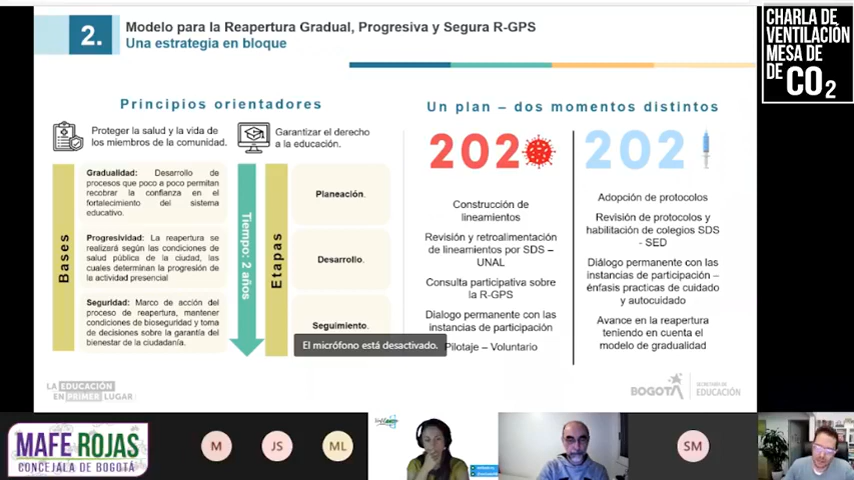 2.
Modelo para la Reapertura Gradual, Progresiva y Segura R-GPS
Una estrategia en bloque
CHARLA DE
VENTILACIÓN
MESA DE
DE CO2
Principios orientadores
Proteger la salud y la vida de
los miembros de la comunidad.
Garantizar el derecho
a la educación.
Bases
Gradualidad: Desarrollo de
procesos que poco a poco permitan
recobrar la confianza en el
fortalecimiento del sistema
educativo.
Progresividad: La reapertura se
realizará según las condiciones de
salud pública de la ciudad, las
cuales determinan la progresión de
la actividad presencial
Seguridad: Marco de acción del
proceso de reapertura, mantener
condiciones de bioseguridad y toma
de decisiones sobre la garantía del
bienestar de la ciudadanía.
Tiempo: 2 años
Etapas
Planeación.
Desarrollo.
Seguimiento.
El micrófono está desactivado.
Un plan – dos momentos distintos
2020
Construcción de
lineamientos
Revisión y retroalimentación
de lineamientos por SDS –
UNAL
Consulta participativa sobre
la R-GPS
Dialogo permanente con las
instancias de participación
Pilotaje – Voluntario
2021
Adopción de protocolos
Revisión de protocolos y
habilitación de colegios SDS
- SED
Diálogo permanente con las
instancias de participación –
énfasis practicas de cuidado y
autocuidado
Avance en la reapertura
teniendo en cuenta el
modelo de gradualidad
LA EDUCACIÓN
EN PRIMER LUGAR
BOGOTÁ
SECRETARÍA DE
EDUCACIÓN
MAFE ROJAS
CONCEJALA DE BOGOTÁ
M
JS
ML
SM